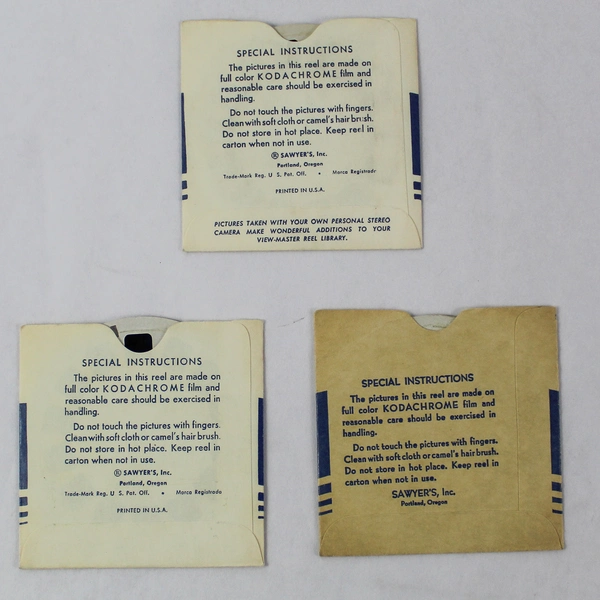 SPECIAL INSTRUCTIONS
The pictures in this reel are made on
full color KODACHROME film and
reasonable care should be exercised in
handling.
Do not touch the pictures with fingers.
Clean with soft cloth or camel's hair brush.
Do not store in hot place. Keep reel in
carton when not in use.
® SAWYER'S, Inc.
Portland, Oregon
Trade-Mark Reg. U S. Pat. Off. • Marca Registrada
PRINTED IN U.S.A.
PICTURES TAKEN WITH YOUR OWN PERSONAL STEREO
CAMERA MAKE WONDERFUL ADDITIONS TO YOUR
VIEW-MASTER REEL LIBRARY.
SPECIAL INSTRUCTIONS
The pictures in this reel are made on
full color KODACHROME film and
reasonable care should be exercised in
handling.
Do not touch the pictures with fingers.
Clean with soft cloth or camel's hair brush.
Do not store in hot place. Keep reel in
carton when not in use.
® SAWYER'S, Inc.
Portland, Oregon
Trade-Mark Reg. U S. Pat. Off. • Marca Registrada
PRINTED IN U.S.A.
SPECIAL INSTRUCTIONS
The pictures in this reel are made on
full color KODACHROME film and
reasonable care should be exercised in
handling.
Do not touch the pictures with fingers.
Clean with soft cloth or camel's hair brush.
Do not store in hot place. Keep reel in
carton when not in use.
SAWYER'S, Inc.
Portland, Oregon